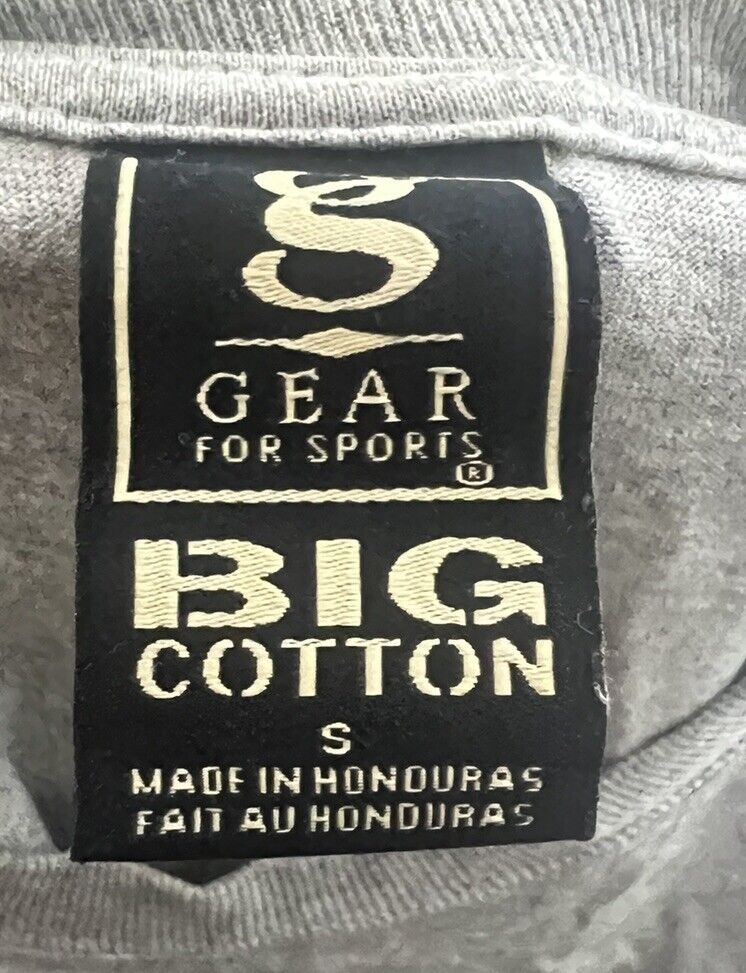 g
GEAR
FOR SPORTS
®
BIG
COTTON
S
MADE IN HONDURAS
FAIT AU HONDURAS